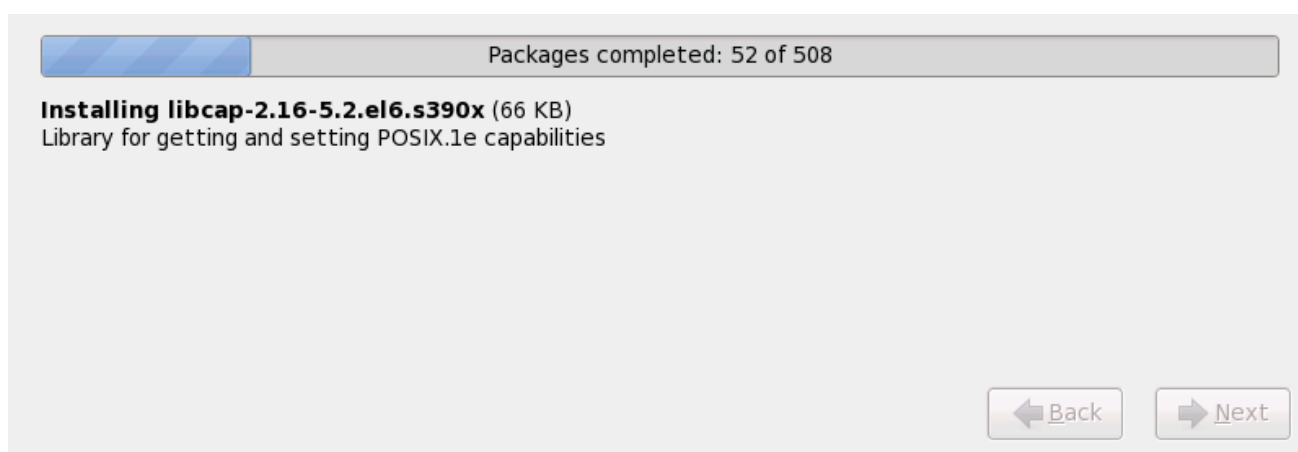 Packages completed: 52 of 508
Installing libcap-2.16-5.2.el6.s390x (66 KB)
Library for getting and setting POSIX.1e capabilities
Back
Next